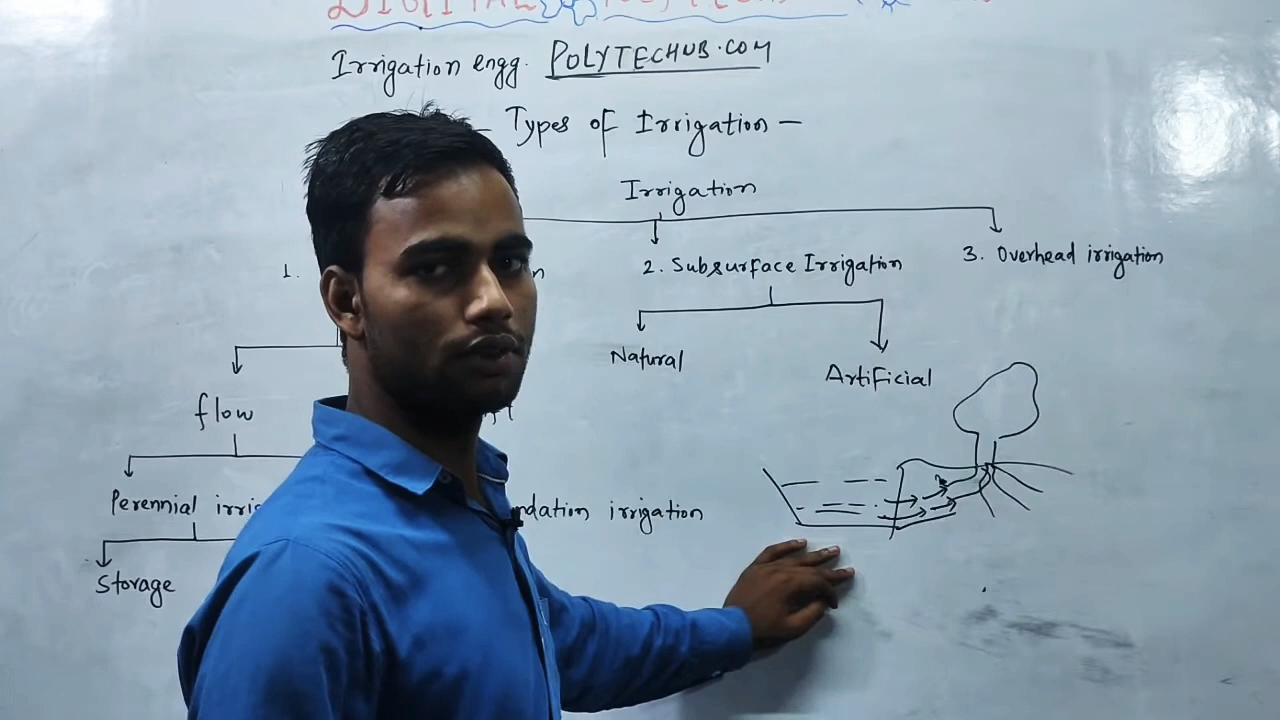 DIGITAL
Irrigation engg. POLYTECHUB.COM
Types of Irrigation -
Irrigation
1.
2. Subsurface Irrigation
3. Overhead irrigation
Natural
Artificial
flow
Perennial
irrigation
Storage